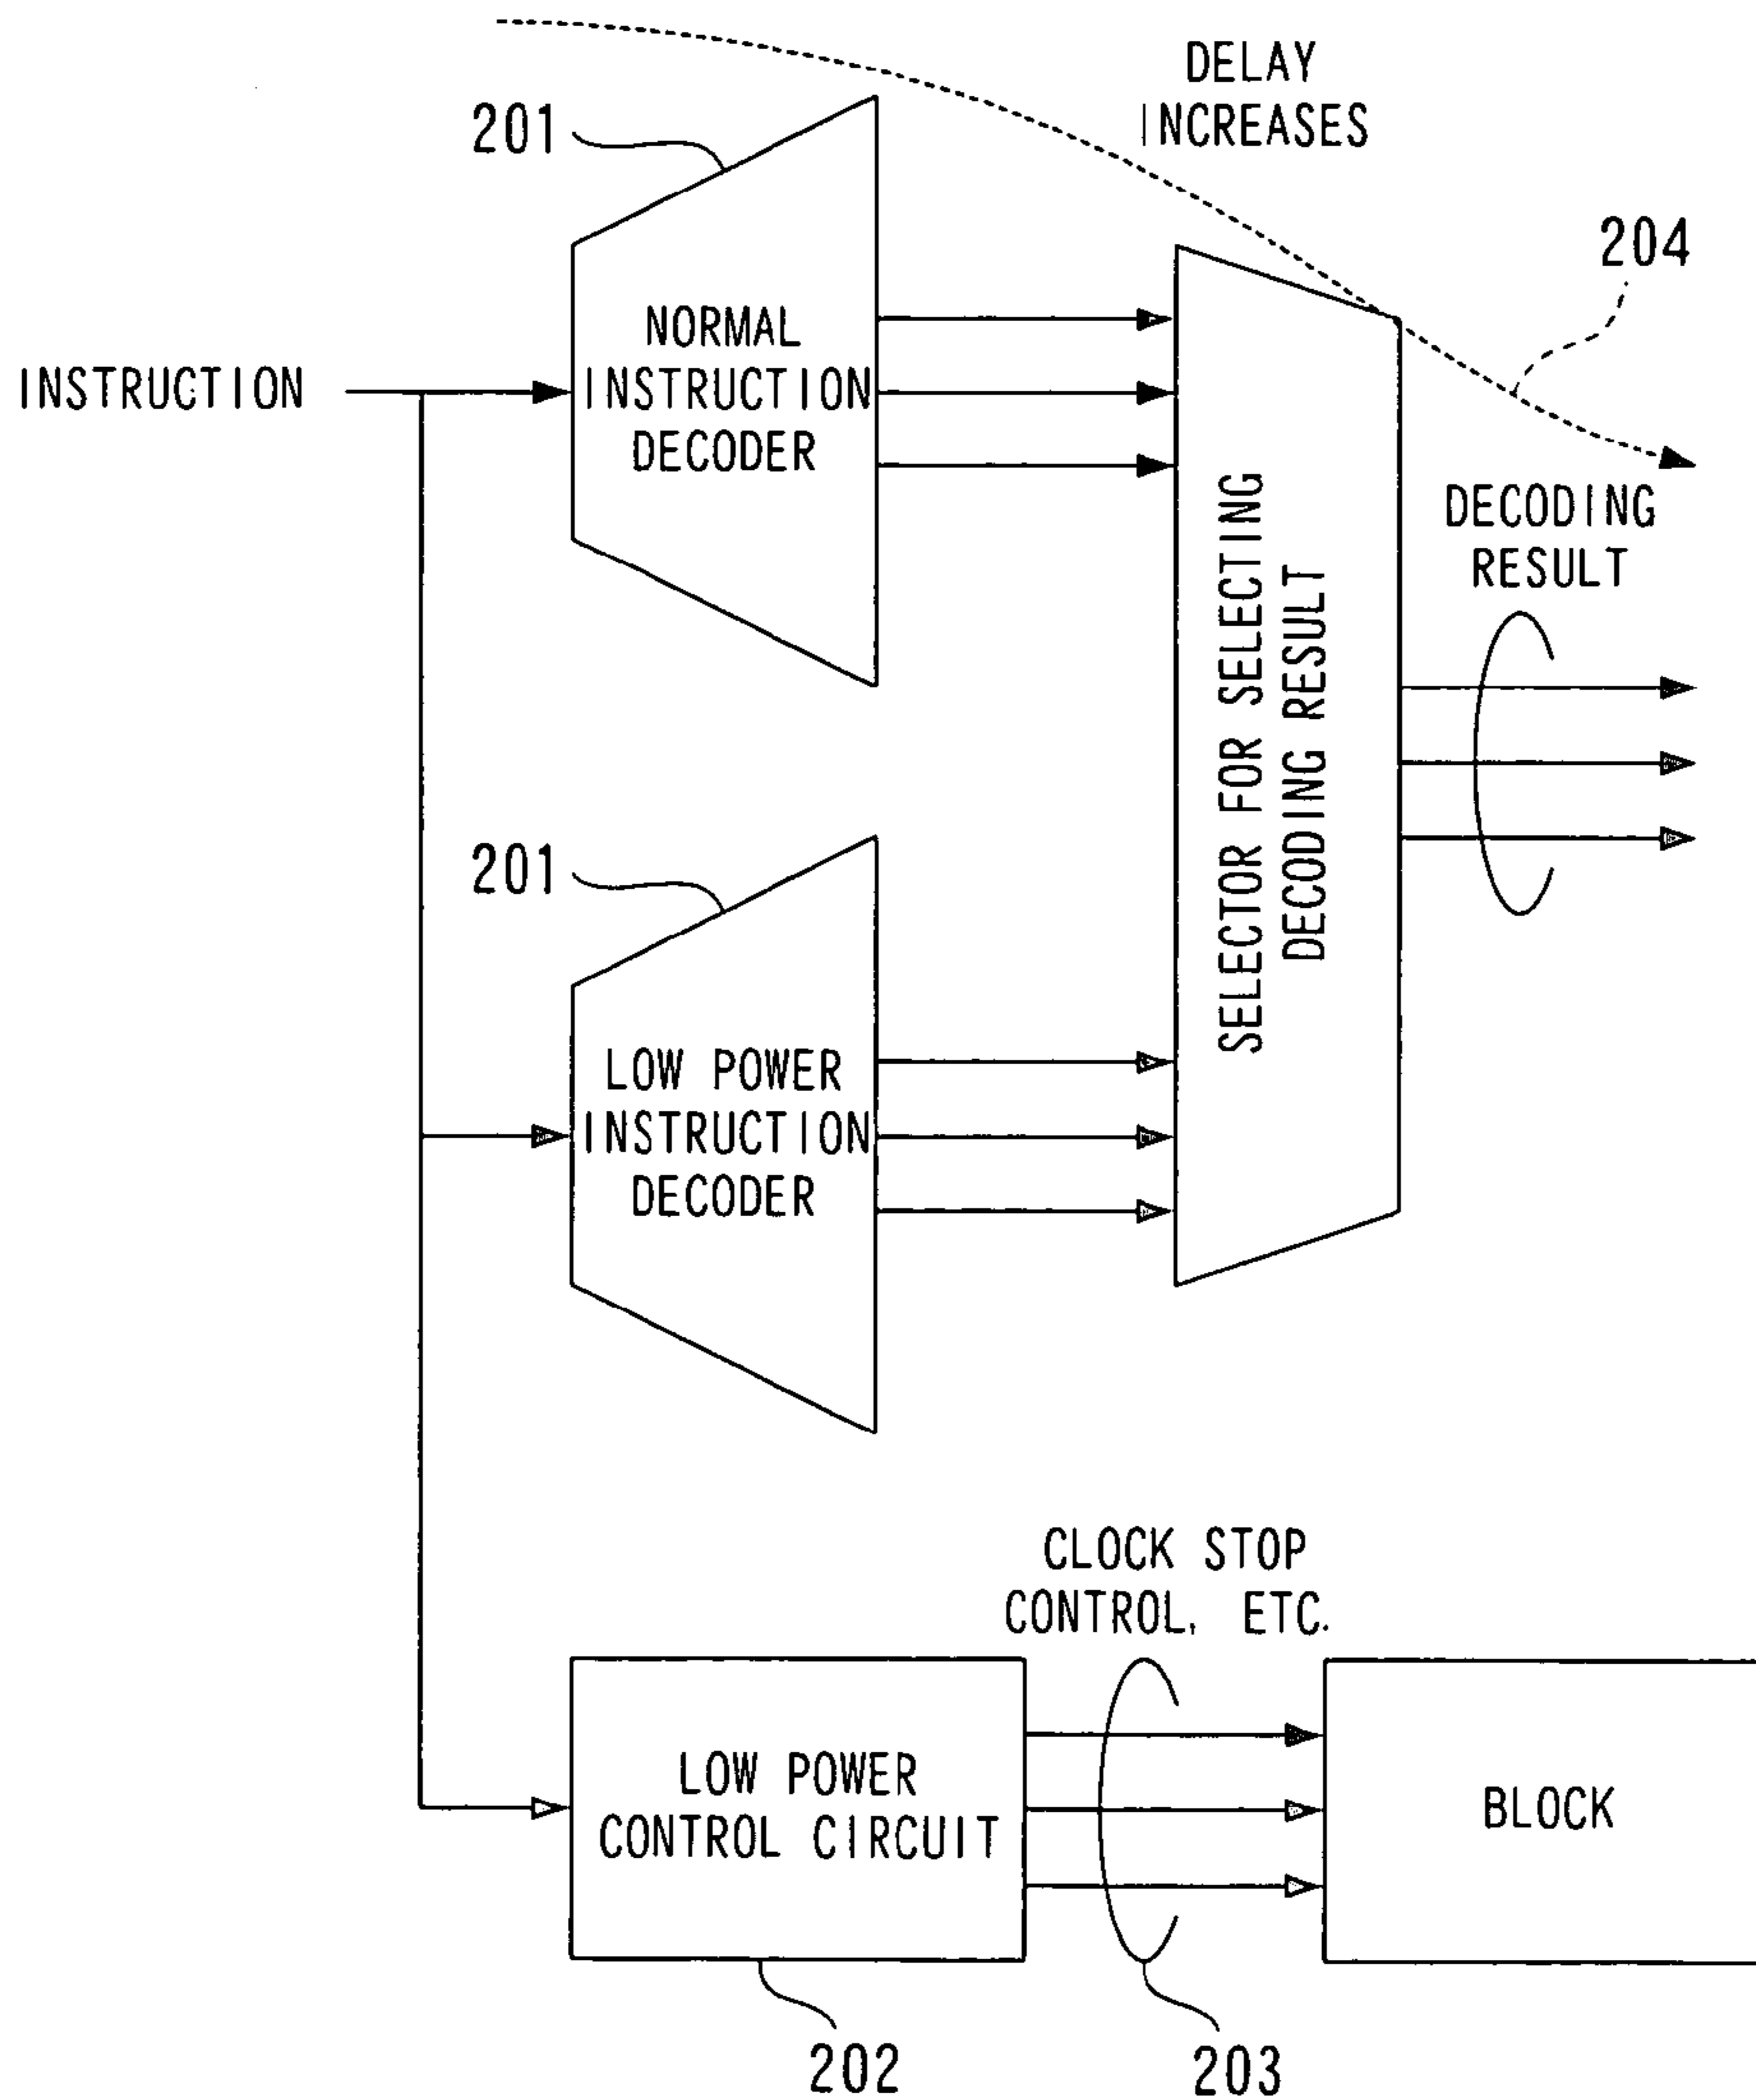 DELAY
INCREASES
201
204
INSTRUCTION
NORMAL
INSTRUCTION
DECODER
SELECTOR FOR SELECTING
DECODING RESULT
DECODING
RESULT
201
LOW POWER
INSTRUCTION
DECODER
CLOCK STOP
CONTROL, ETC.
LOW POWER
CONTROL CIRCUIT
BLOCK
202
203